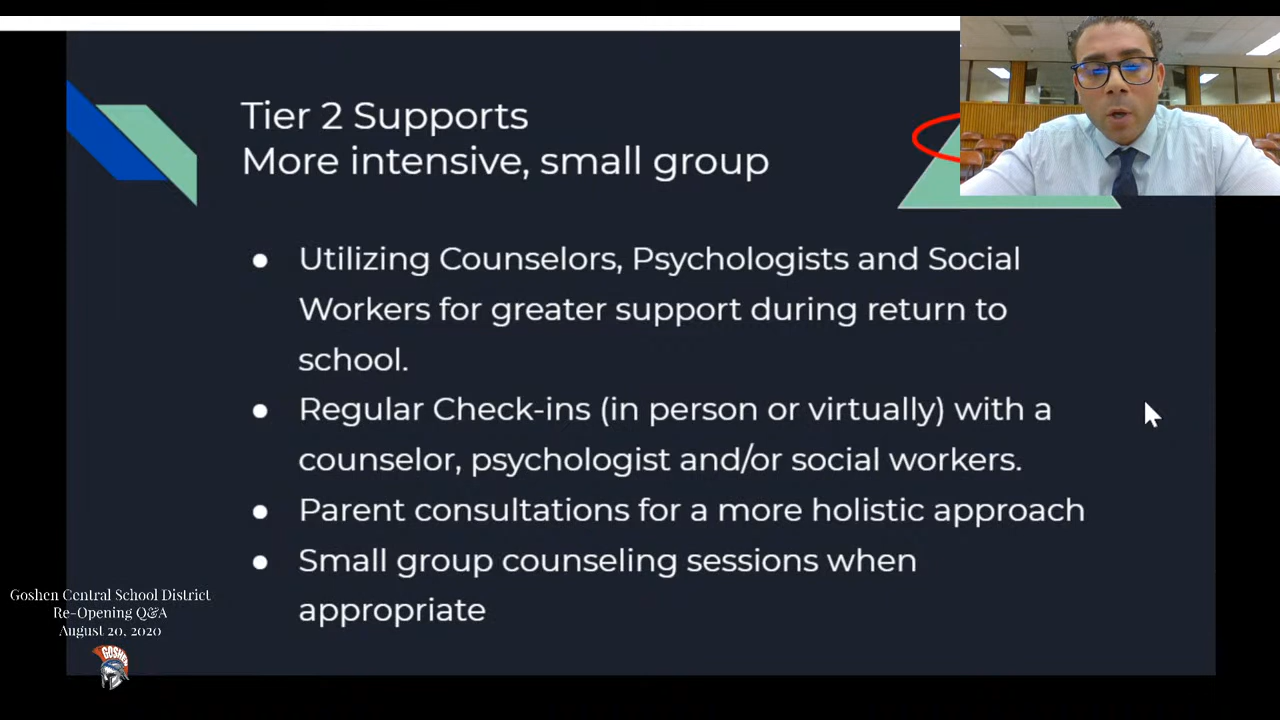 Tier 2 Supports
More intensive, small group
● Utilizing Counselors, Psychologists and Social
Workers for greater support during return to
school.
● Regular Check-ins (in person or virtually) with a
counselor, psychologist and/or social workers.
● Parent consultations for a more holistic approach
● Small group counseling sessions when
appropriate
Goshen Central School District
Re-Opening Q&A
August 20, 2020
GOSHEN